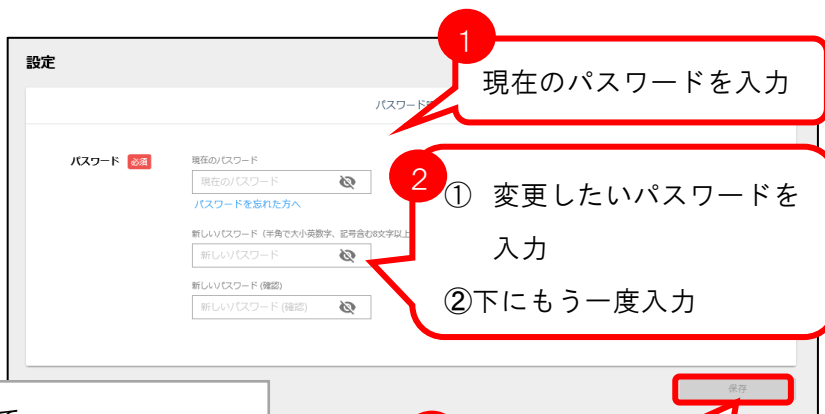 1
現在のパスワードを入力
設定
パスワード
パスワード 必須
現在のパスワード
現在のパスワード
パスワードを忘れた方へ
2
① 変更したいパスワードを
入力
②下にもう一度入力
新しいパスワード（半角で大小英数字、記号含む8文字以上
新しいパスワード
新しいパスワード (確認)
新しいパスワード (確認)
保存